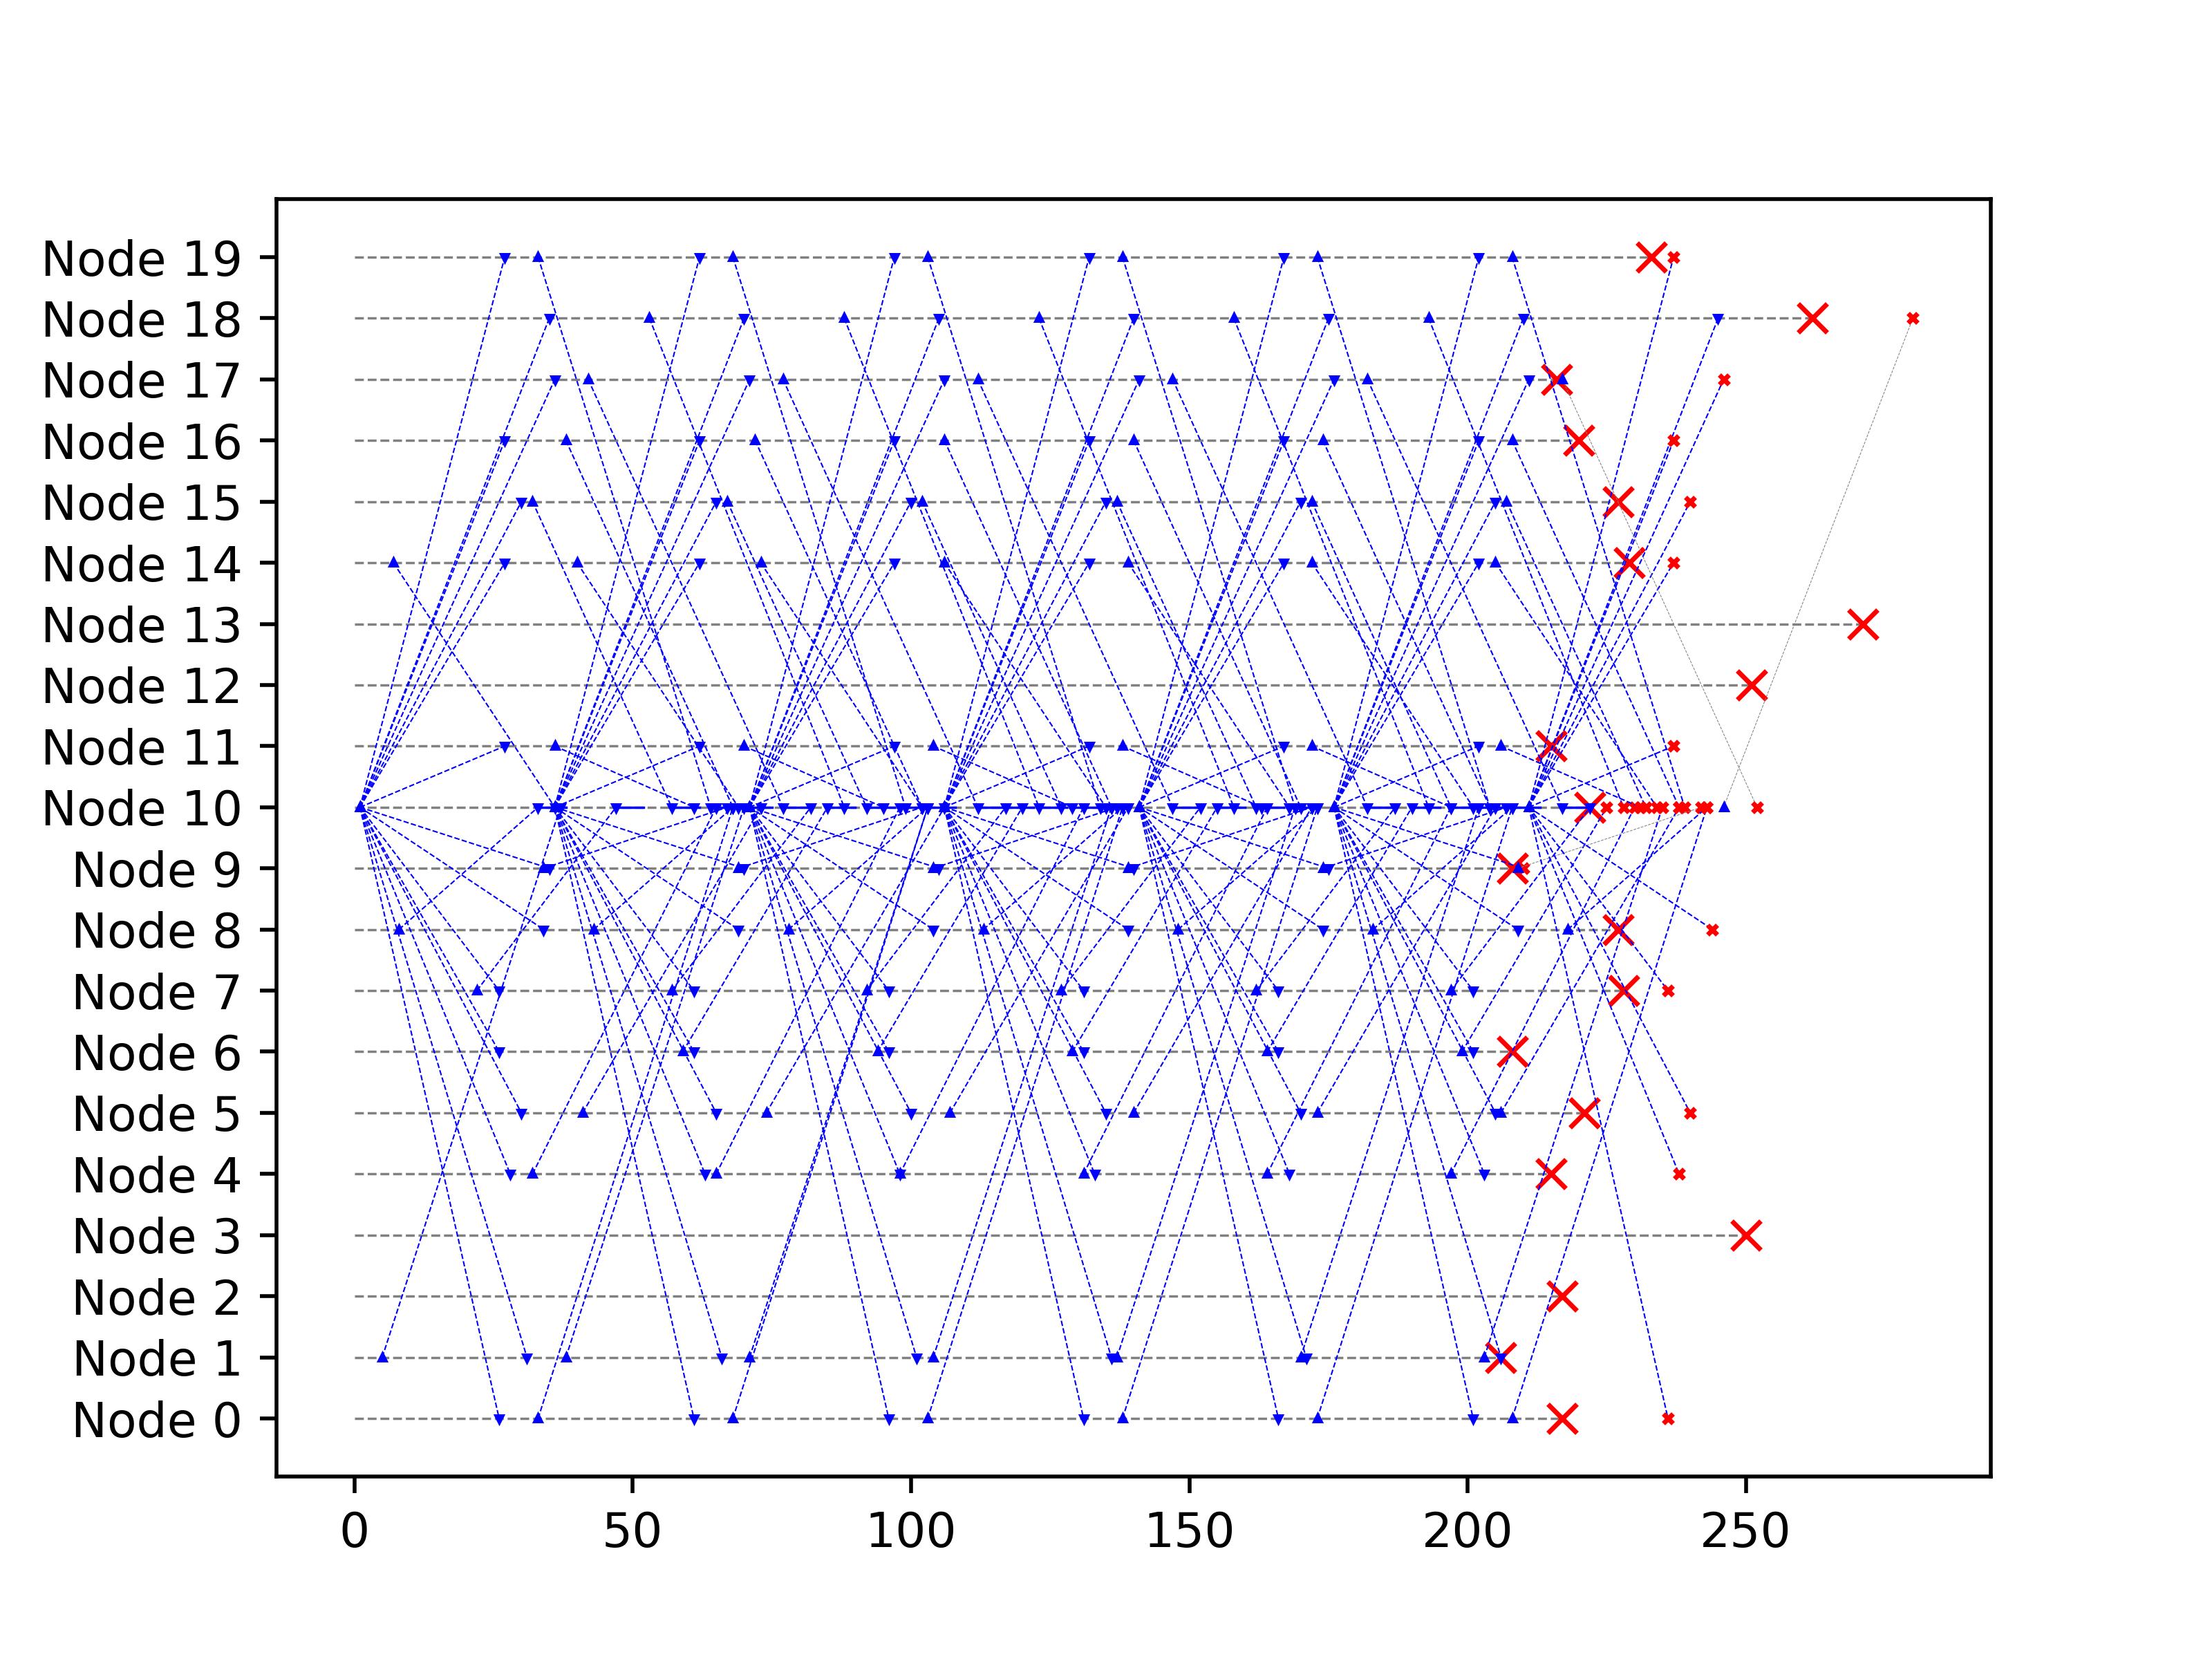 Node 19
Node 18
Node 17
Node 16
Node 15
Node 14
Node 13
Node 12
Node 11
Node 10
Node 9
Node 8
Node 7
Node 6
Node 5
Node 4
Node 3
Node 2
Node 1
Node 0
0 50 100 150 200 250